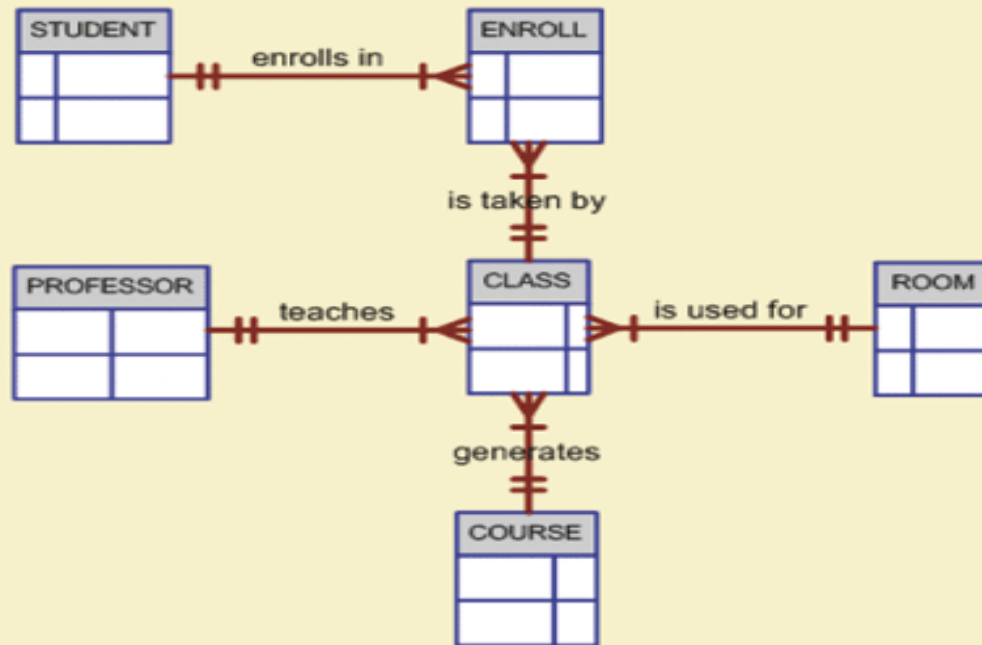 STUDENT
enrolls in
ENROLL
is taken by
PROFESSOR
teaches
CLASS
is used for
ROOM
generates
COURSE